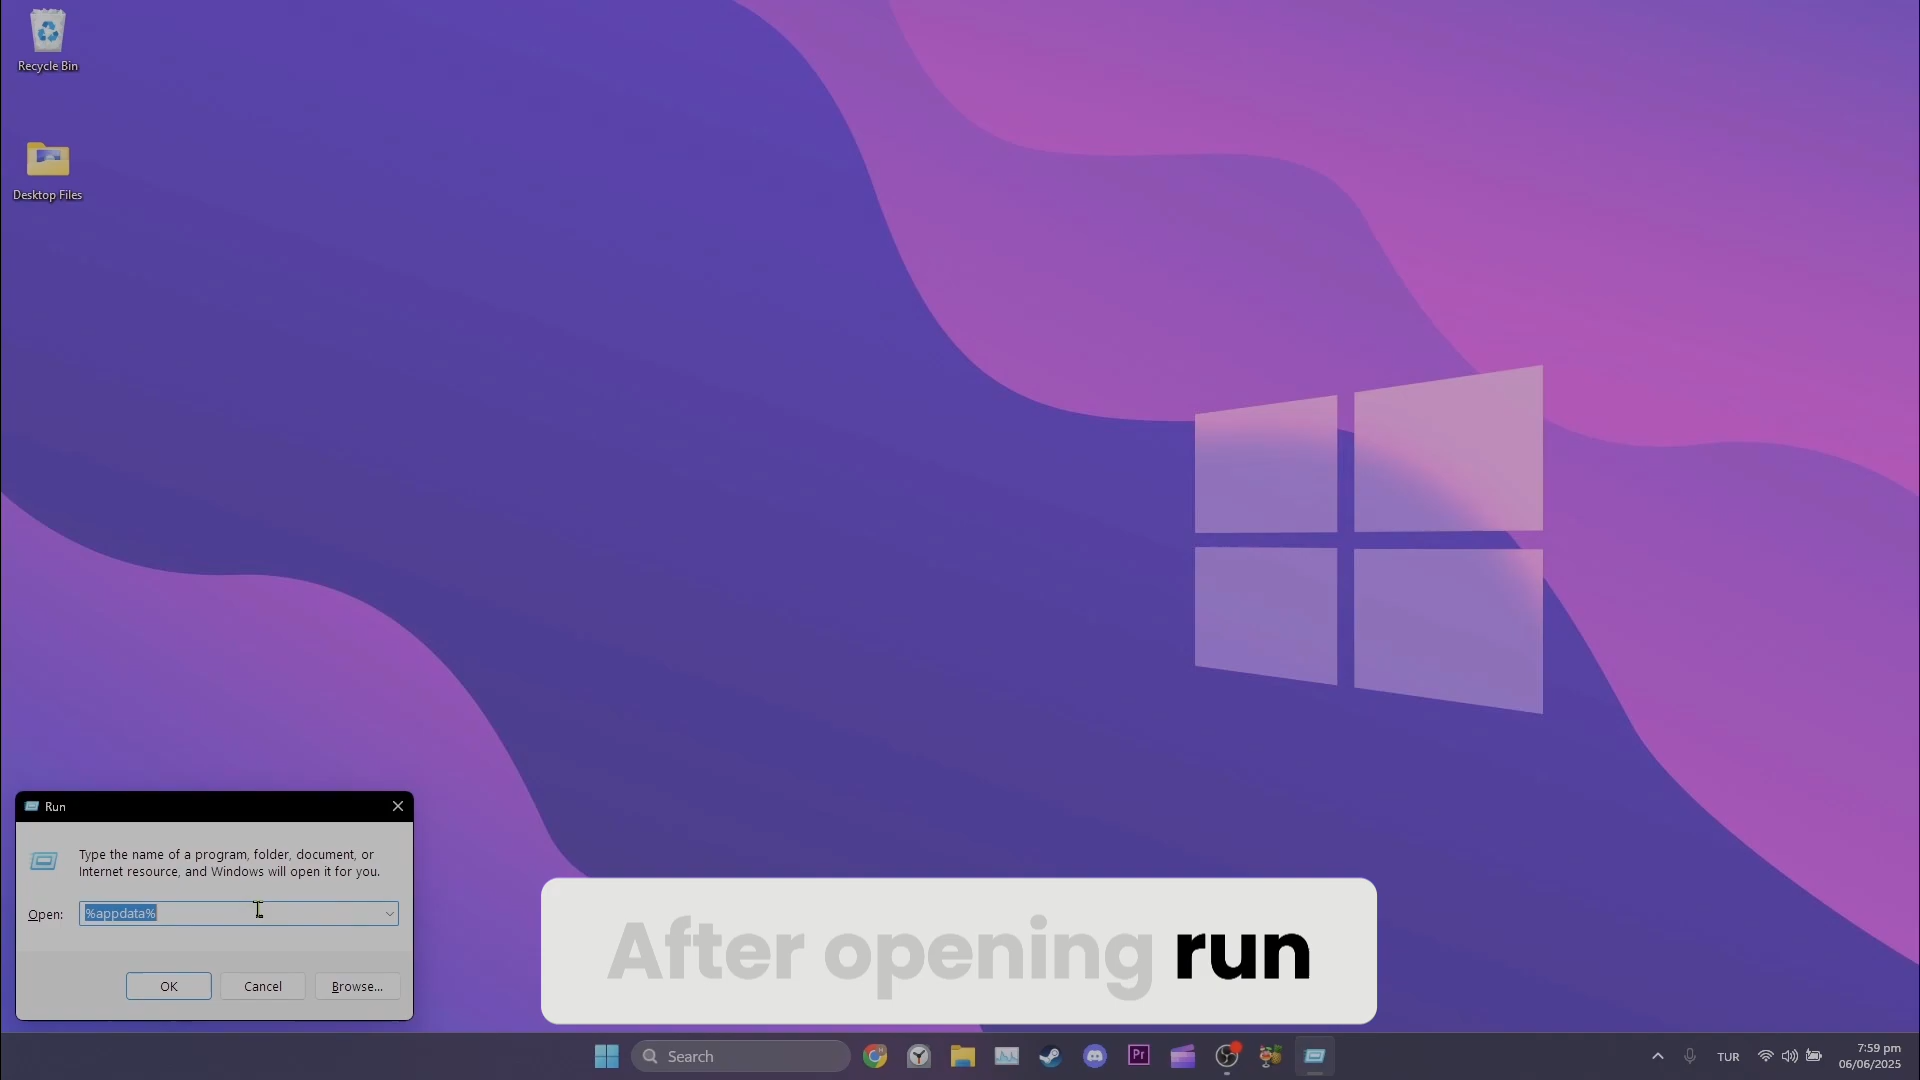 Recycle Bin
Desktop Files
Run
Type the name of a program, folder, document, or
Internet resource, and Windows will open it for you.
Open:
%appdata%
OK
Cancel
Browse...
After opening run
Search
Pr
TUR
7:59 pm
06/06/2025